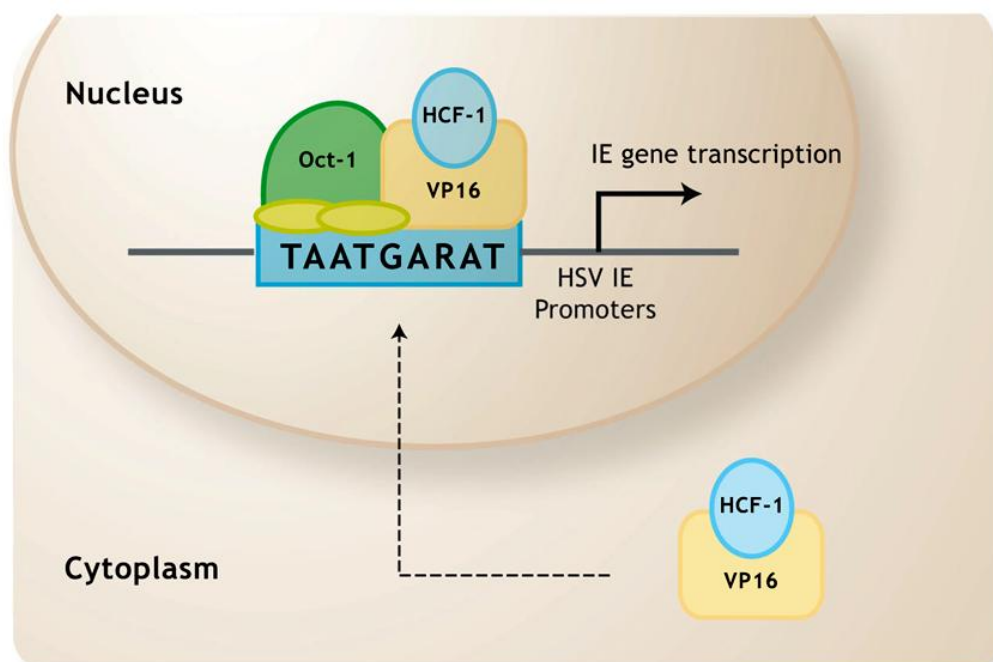 Nucleus
HCF-1
Oct-1
VP16
IE gene transcription
TAATGARAT
HSV IE
Promoters
HCF-1
VP16
Cytoplasm